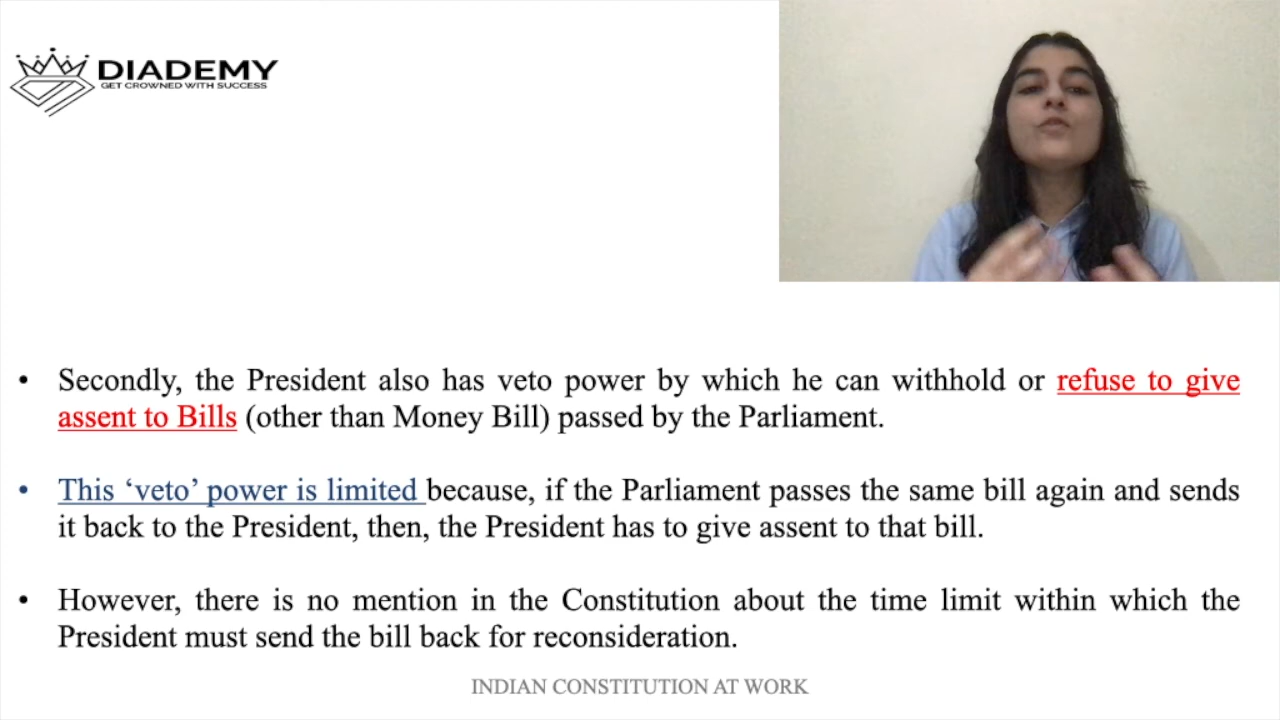 DIADEMY
GET CROWNED WITH SUCCESS
• Secondly, the President also has veto power by which he can withhold or refuse to give
assent to Bills (other than Money Bill) passed by the Parliament.
• This ‘veto’ power is limited because, if the Parliament passes the same bill again and sends
it back to the President, then, the President has to give assent to that bill.
• However, there is no mention in the Constitution about the time limit within which the
President must send the bill back for reconsideration.
INDIAN CONSTITUTION AT WORK